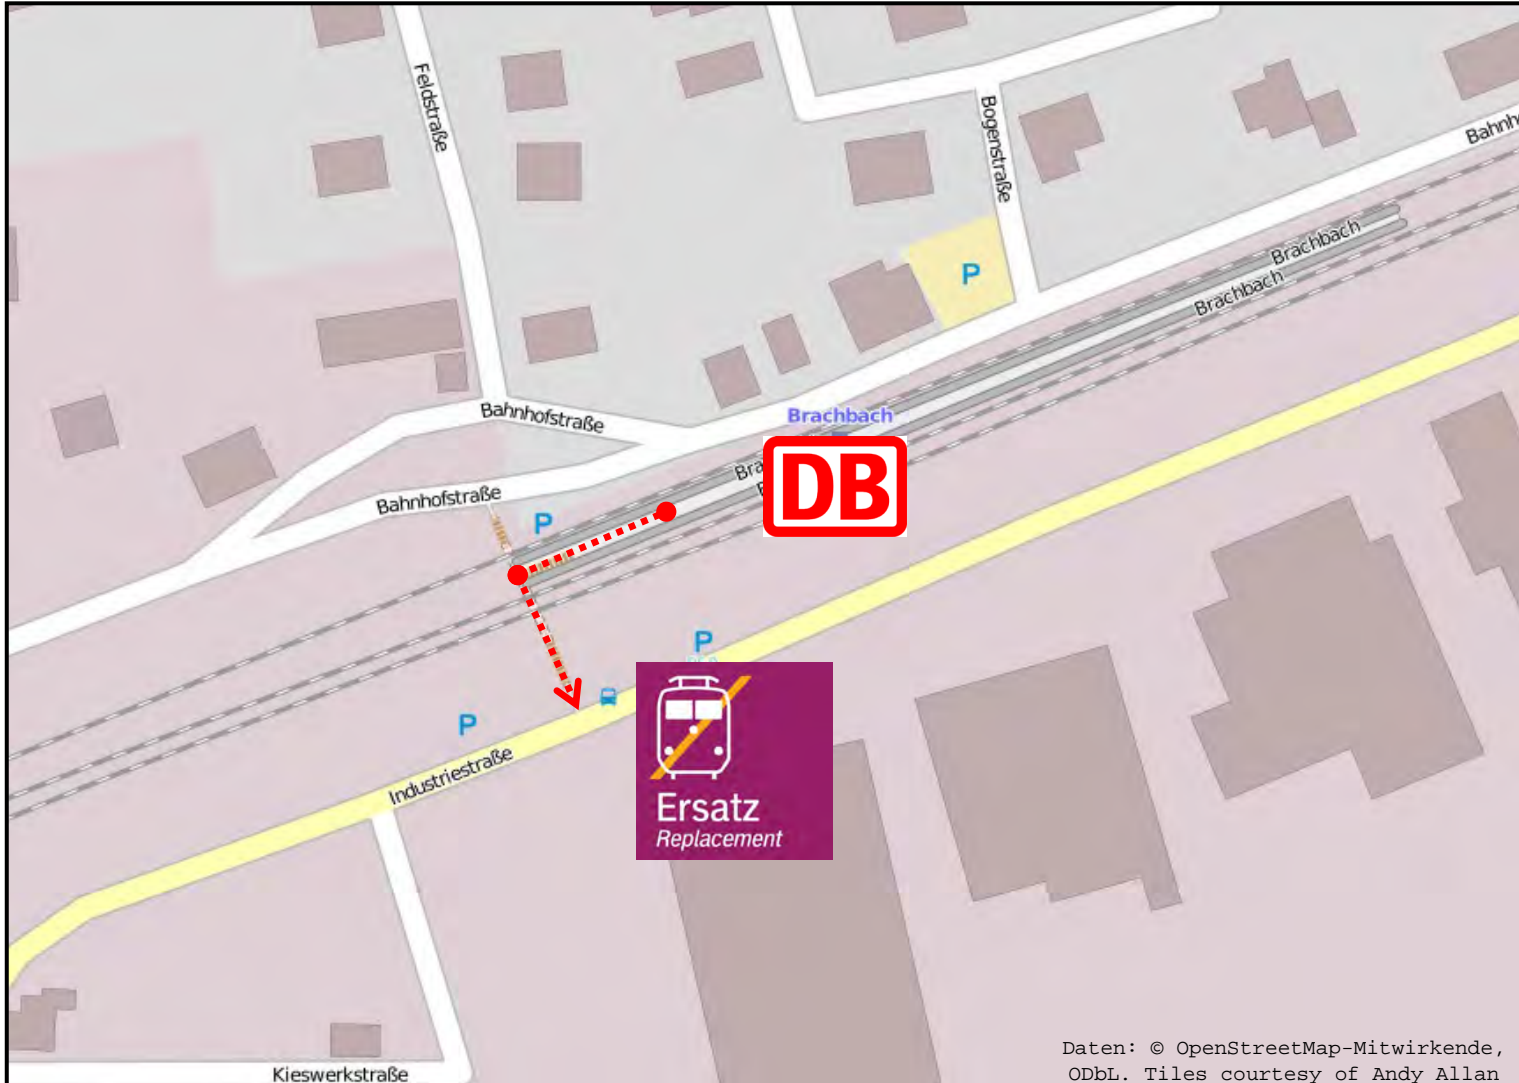 Feldstraße
Bogenstraße
P
Brachbach
Brachbach
Bahnhofstraße
Brachbach
DB
Bahnhofstraße
P
P
P
Industriestraße
Ersatz
Replacement
Kieswerkstraße
Daten: © OpenStreetMap-Mitwirkende,
ODbL. Tiles courtesy of Andy Allan